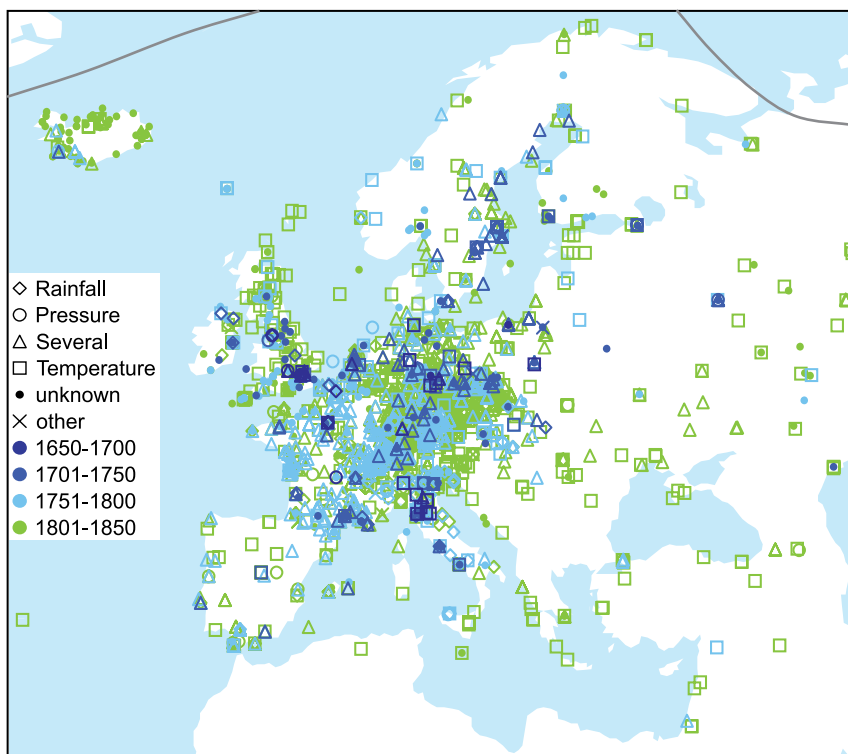 Rainfall
Pressure
Several
Temperature
unknown
other
1650-1700
1701-1750
1751-1800
1801-1850